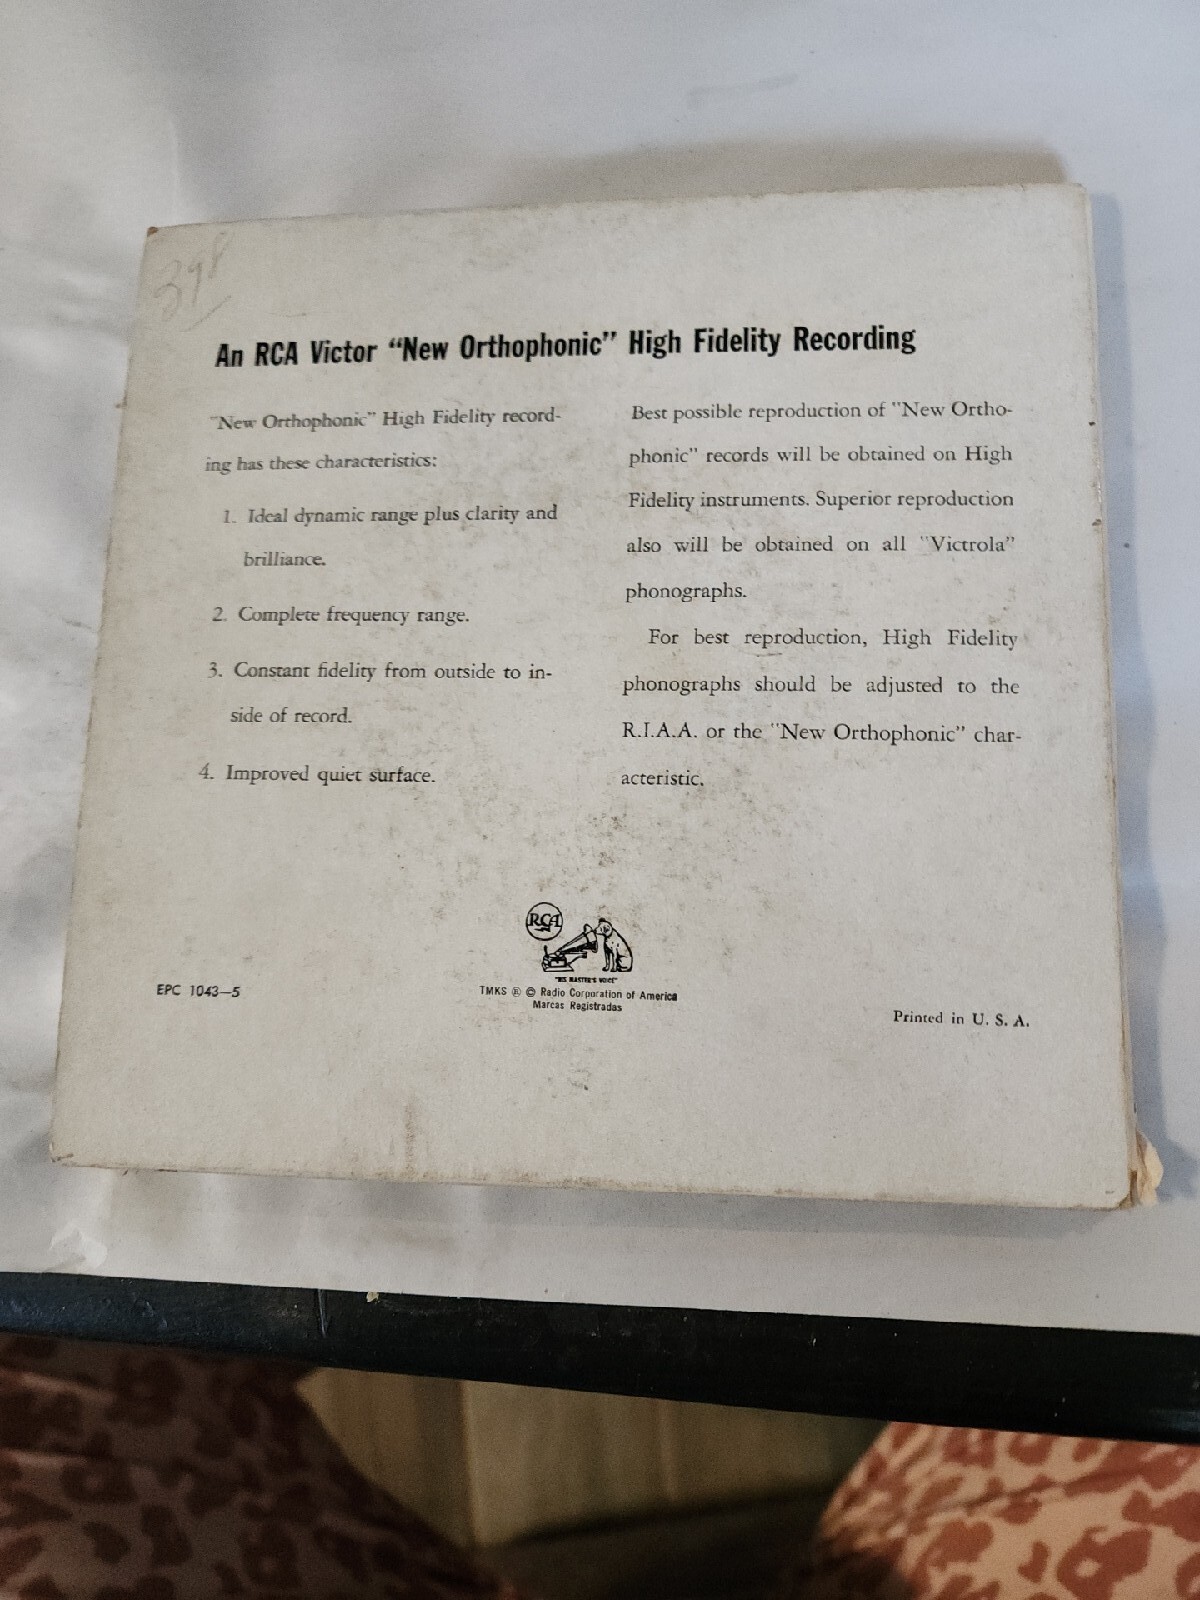 398
An RCA Victor “New Orthophonic” High Fidelity Recording
"New Orthophonic" High Fidelity record-
ing has these characteristics:
1. Ideal dynamic range plus clarity and
brilliance.
2. Complete frequency range.
3. Constant fidelity from outside to in-
side of record.
4. Improved quiet surface.
Best possible reproduction of "New Ortho-
phonic" records will be obtained on High
Fidelity instruments. Superior reproduction
also will be obtained on all "Victrola"
phonographs.
For best reproduction, High Fidelity
phonographs should be adjusted to the
R.I.A.A. or the "New Orthophonic" char-
acteristic.
RCA
"HIS MASTER'S VOICE"
TMKS ® © Radio Corporation of America
Marcas Registradas
EPC 1043—5
Printed in U. S. A.